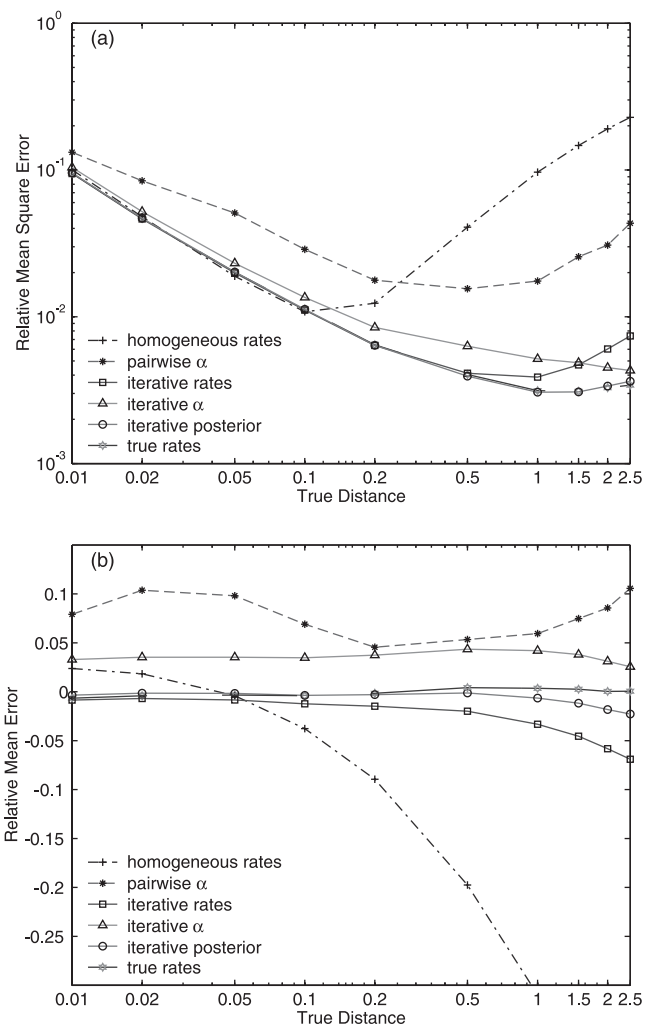 (a)
10^0
10^-1
10^-2
10^-3
Relative Mean Square Error
homogeneous rates
pairwise α
iterative rates
iterative α
iterative posterior
true rates
0.01 0.02 0.05 0.1 0.2 0.5 1 1.5 2 2.5
True Distance
(b)
0.1
0.05
0
-0.05
-0.1
-0.15
-0.2
-0.25
Relative Mean Error
homogeneous rates
pairwise α
iterative rates
iterative α
iterative posterior
true rates
0.01 0.02 0.05 0.1 0.2 0.5 1 1.5 2 2.5
True Distance